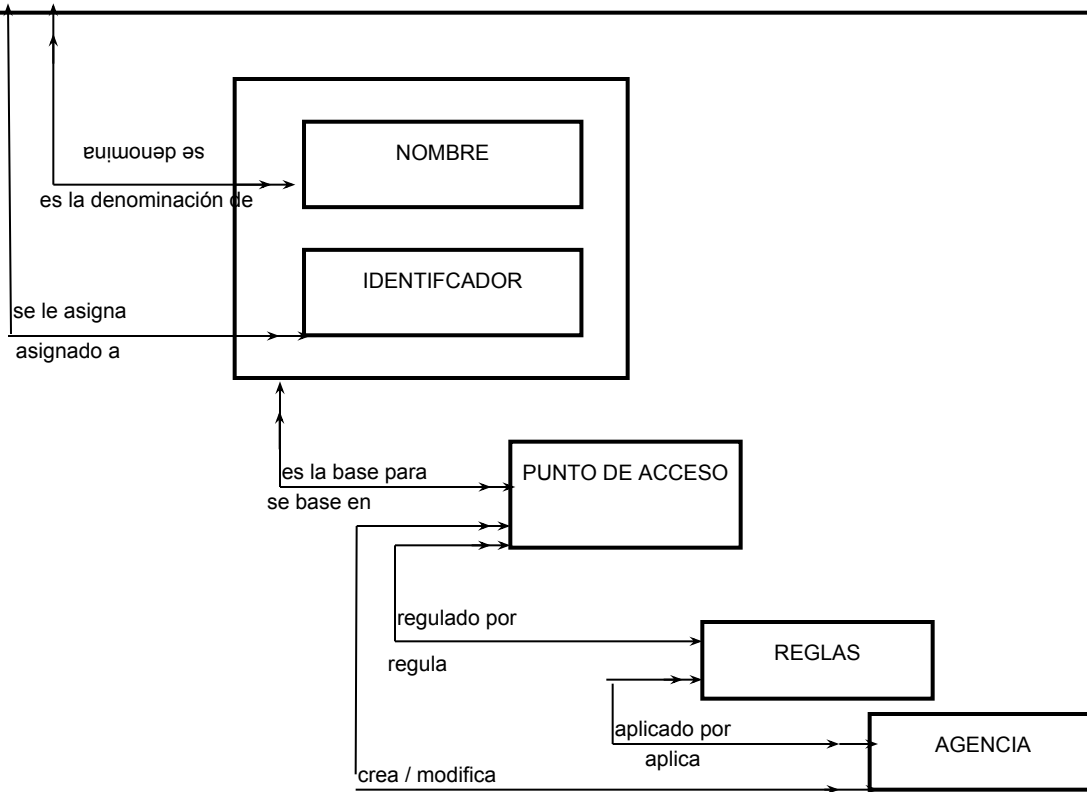 se denomina
NOMBRE
es la denominación de
IDENTIFCADOR
se le asigna
asignado a
es la base para
PUNTO DE ACCESO
se base en
regulado por
REGLAS
regula
aplicado por
AGENCIA
aplica
crea / modifica